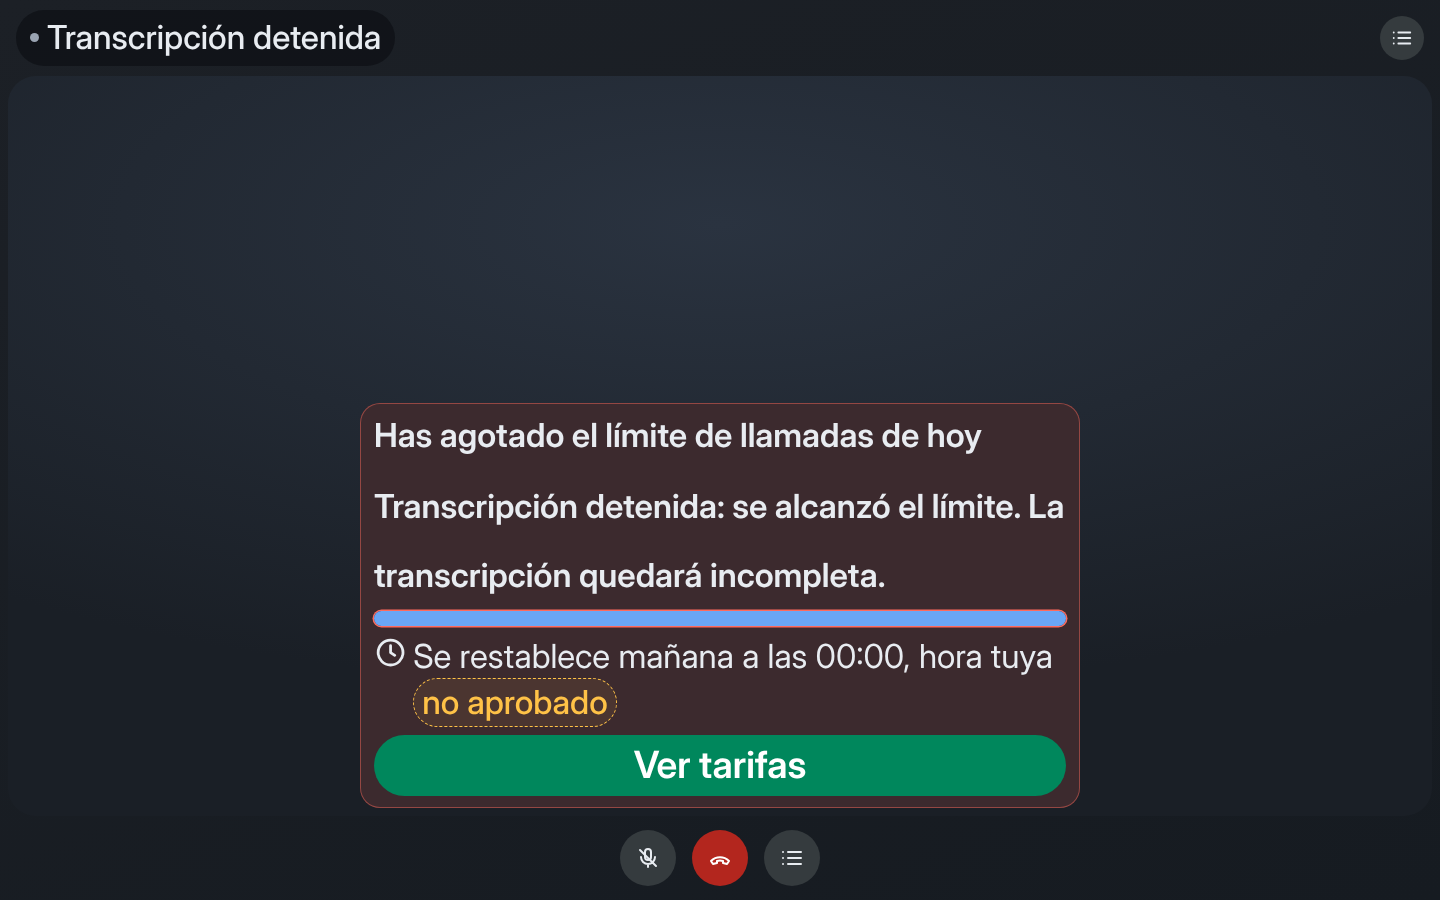 Transcripción detenida
Has agotado el límite de llamadas de hoy
Transcripción detenida: se alcanzó el límite. La
transcripción quedará incompleta.
Se restablece mañana a las 00:00, hora tuya
no aprobado
Ver tarifas